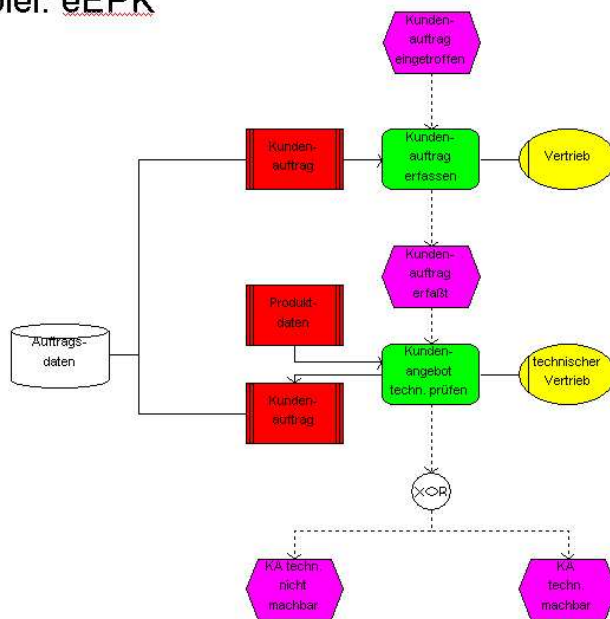 eEPK
Kunden-
auftrag
eingetroffen
Kunden-
auftrag
Kunden-
auftrag
erfassen
Vertrieb
Kunden-
auftrag
erfaßt
Produkt-
daten
Auftrags-
daten
Kunden-
angebot
techn. prüfen
technischer
Vertrieb
Kunden-
auftrag
XOR
KA techn.
nicht
machbar
KA
techn.
machbar